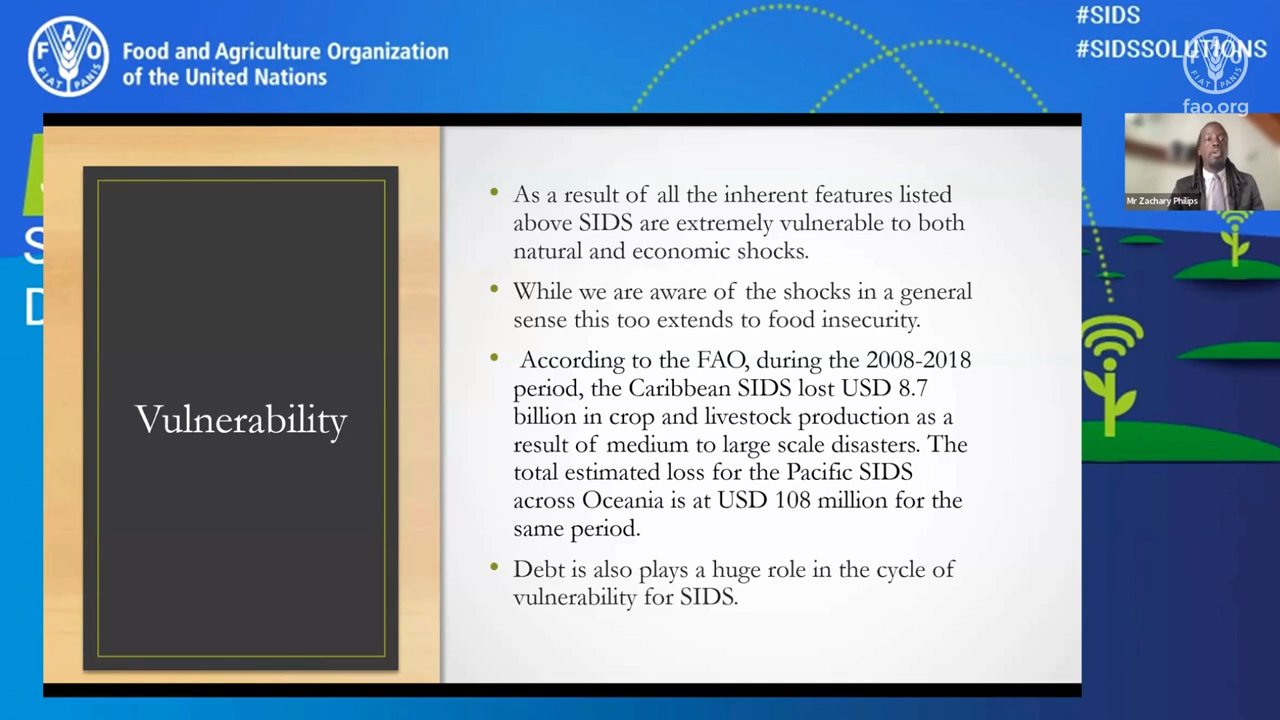 F A O
FIAT PANIS
Food and Agriculture Organization
of the United Nations
#SIDS
#SIDSSOLUTIONS
F A O
FIAT PANIS
fao.org
Mr Zachary Philips
S
D
Vulnerability
• As a result of all the inherent features listed
above SIDS are extremely vulnerable to both
natural and economic shocks.
• While we are aware of the shocks in a general
sense this too extends to food insecurity.
• According to the FAO, during the 2008-2018
period, the Caribbean SIDS lost USD 8.7
billion in crop and livestock production as a
result of medium to large scale disasters. The
total estimated loss for the Pacific SIDS
across Oceania is at USD 108 million for the
same period.
• Debt is also plays a huge role in the cycle of
vulnerability for SIDS.